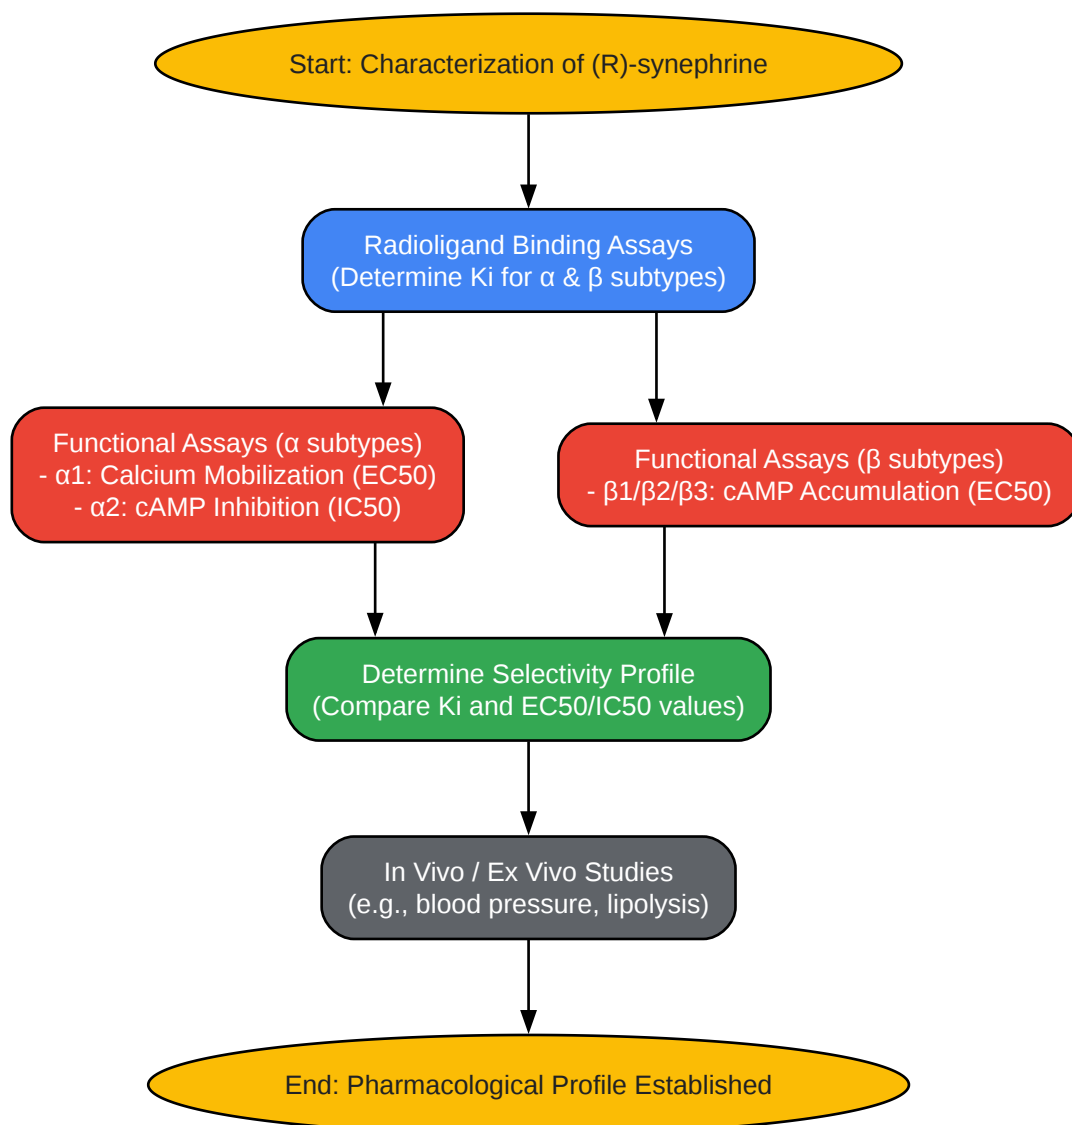 Start: Characterization of (R)-synephrine
Radioligand Binding Assays
(Determine Ki for α & β subtypes)
Functional Assays (α subtypes)
- α1: Calcium Mobilization (EC50)
- α2: cAMP Inhibition (IC50)
Functional Assays (β subtypes)
- β1/β2/β3: cAMP Accumulation (EC50)
Determine Selectivity Profile
(Compare Ki and EC50/IC50 values)
In Vivo / Ex Vivo Studies
(e.g., blood pressure, lipolysis)
End: Pharmacological Profile Established